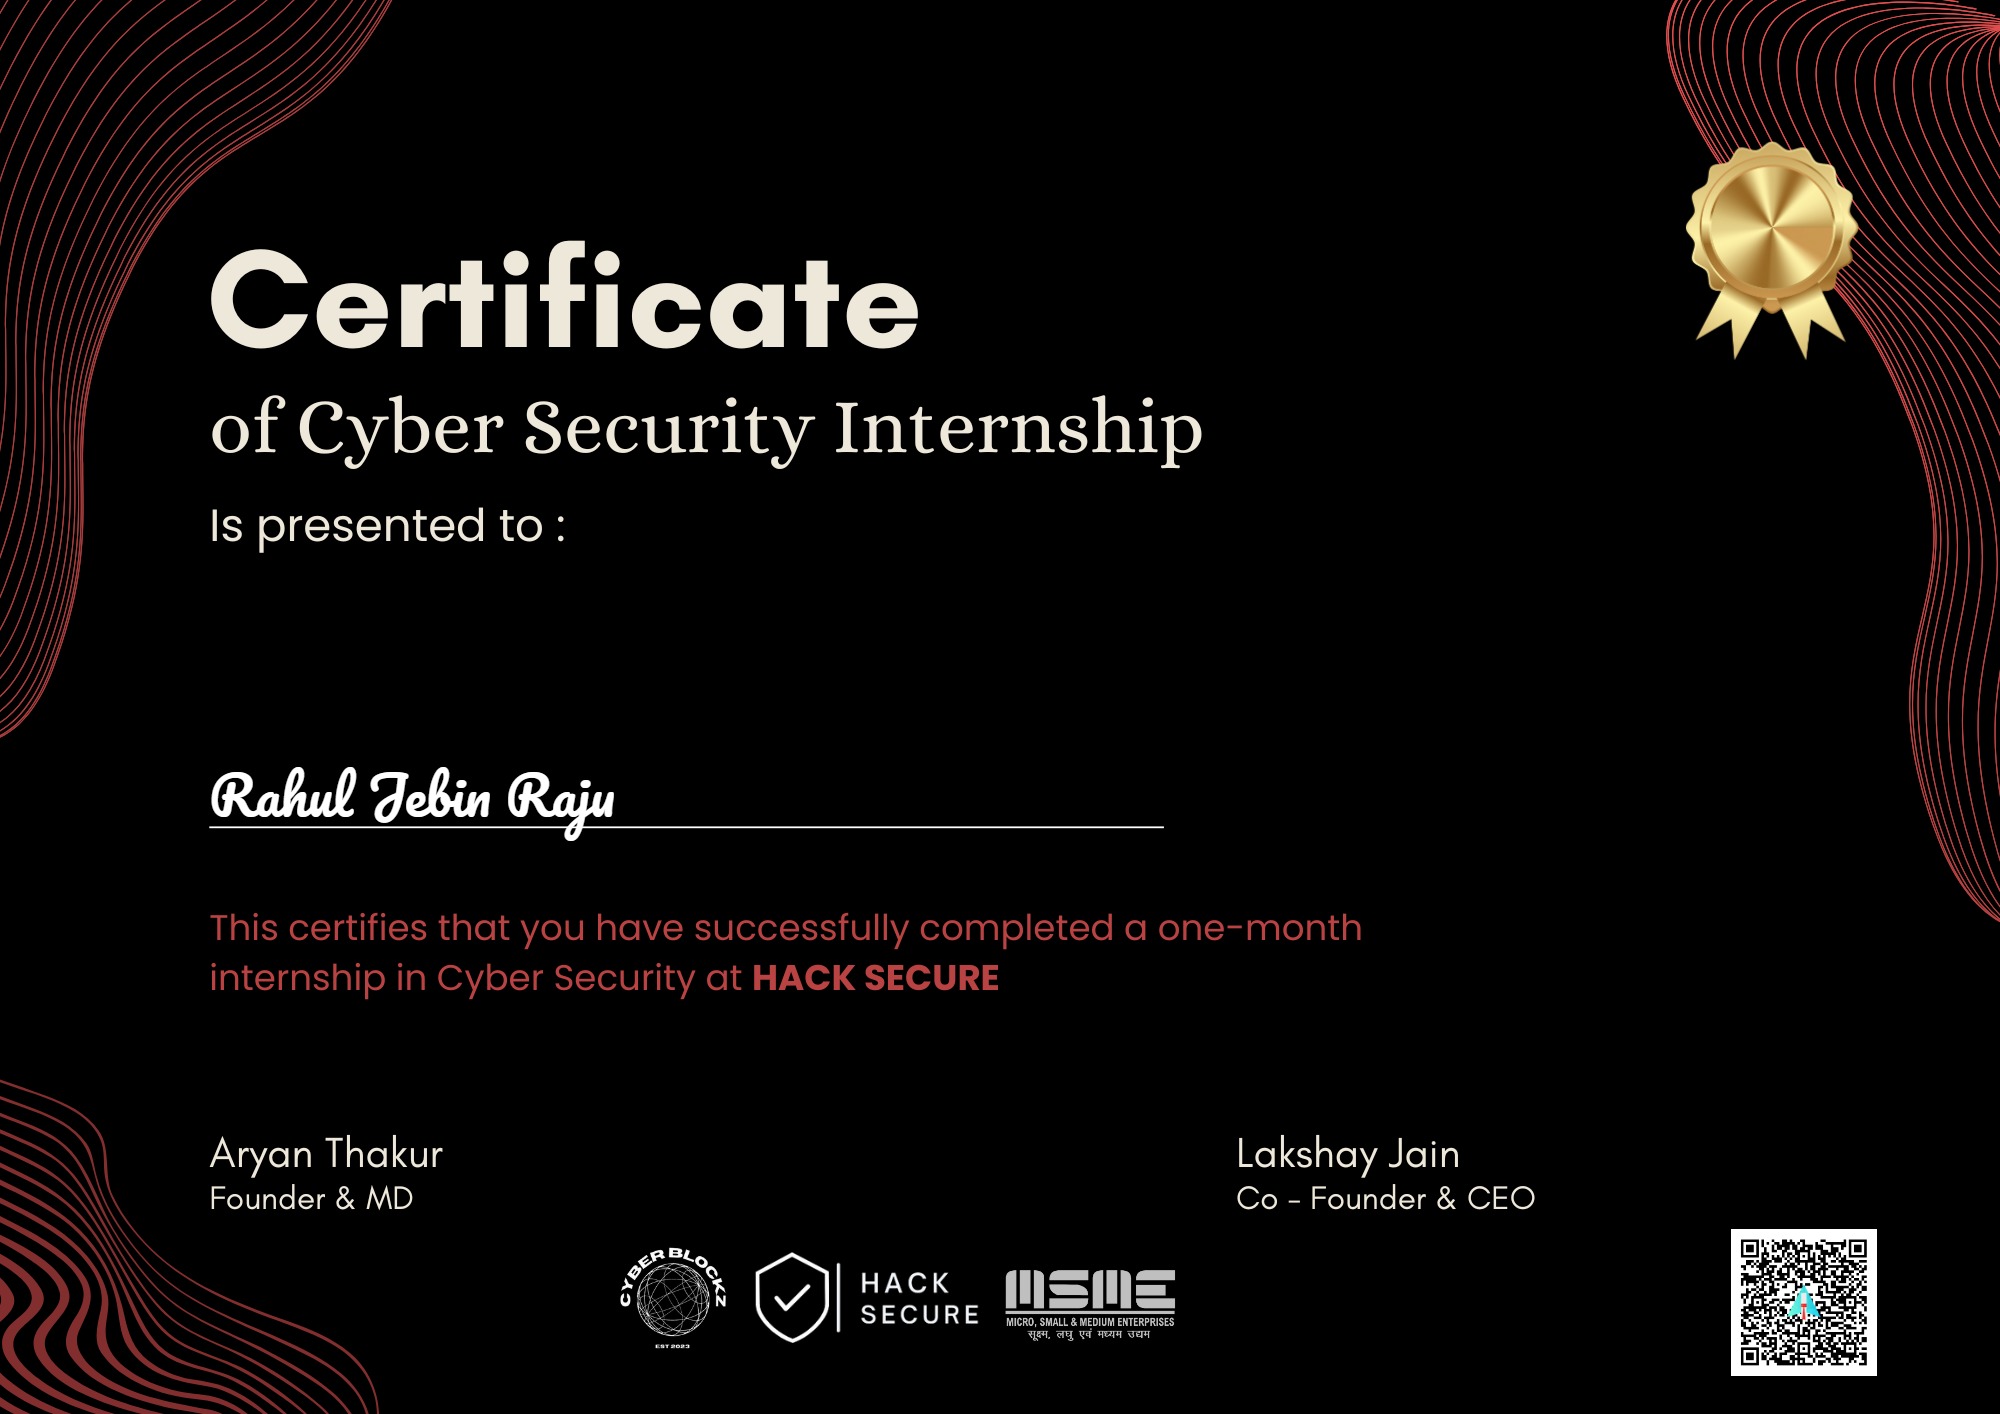 Certificate
of Cyber Security Internship
Is presented to :
Rahul Jebin Raju
This certifies that you have successfully completed a one-month
internship in Cyber Security at HACK SECURE
Aryan Thakur
Founder & MD
Lakshay Jain
Co - Founder & CEO
CYBERBLOCKZ
EST 2023
HACK
SECURE
MSME
MICRO, SMALL & MEDIUM ENTERPRISES
सूक्ष्म, लघु एवं मध्यम उद्यम